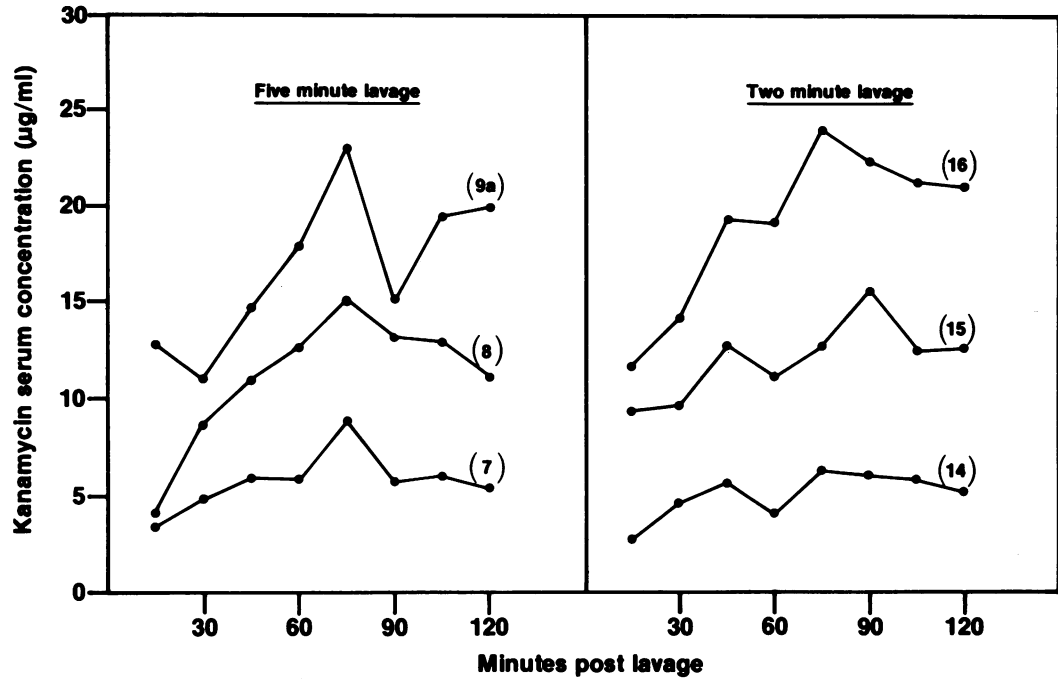 Kanamycin serum concentration (µg/ml)
30
25
20
15
10
5
0
Five minute lavage
(9a)
(8)
(7)
30 60 90 120
Two minute lavage
(16)
(15)
(14)
30 60 90 120
Minutes post lavage